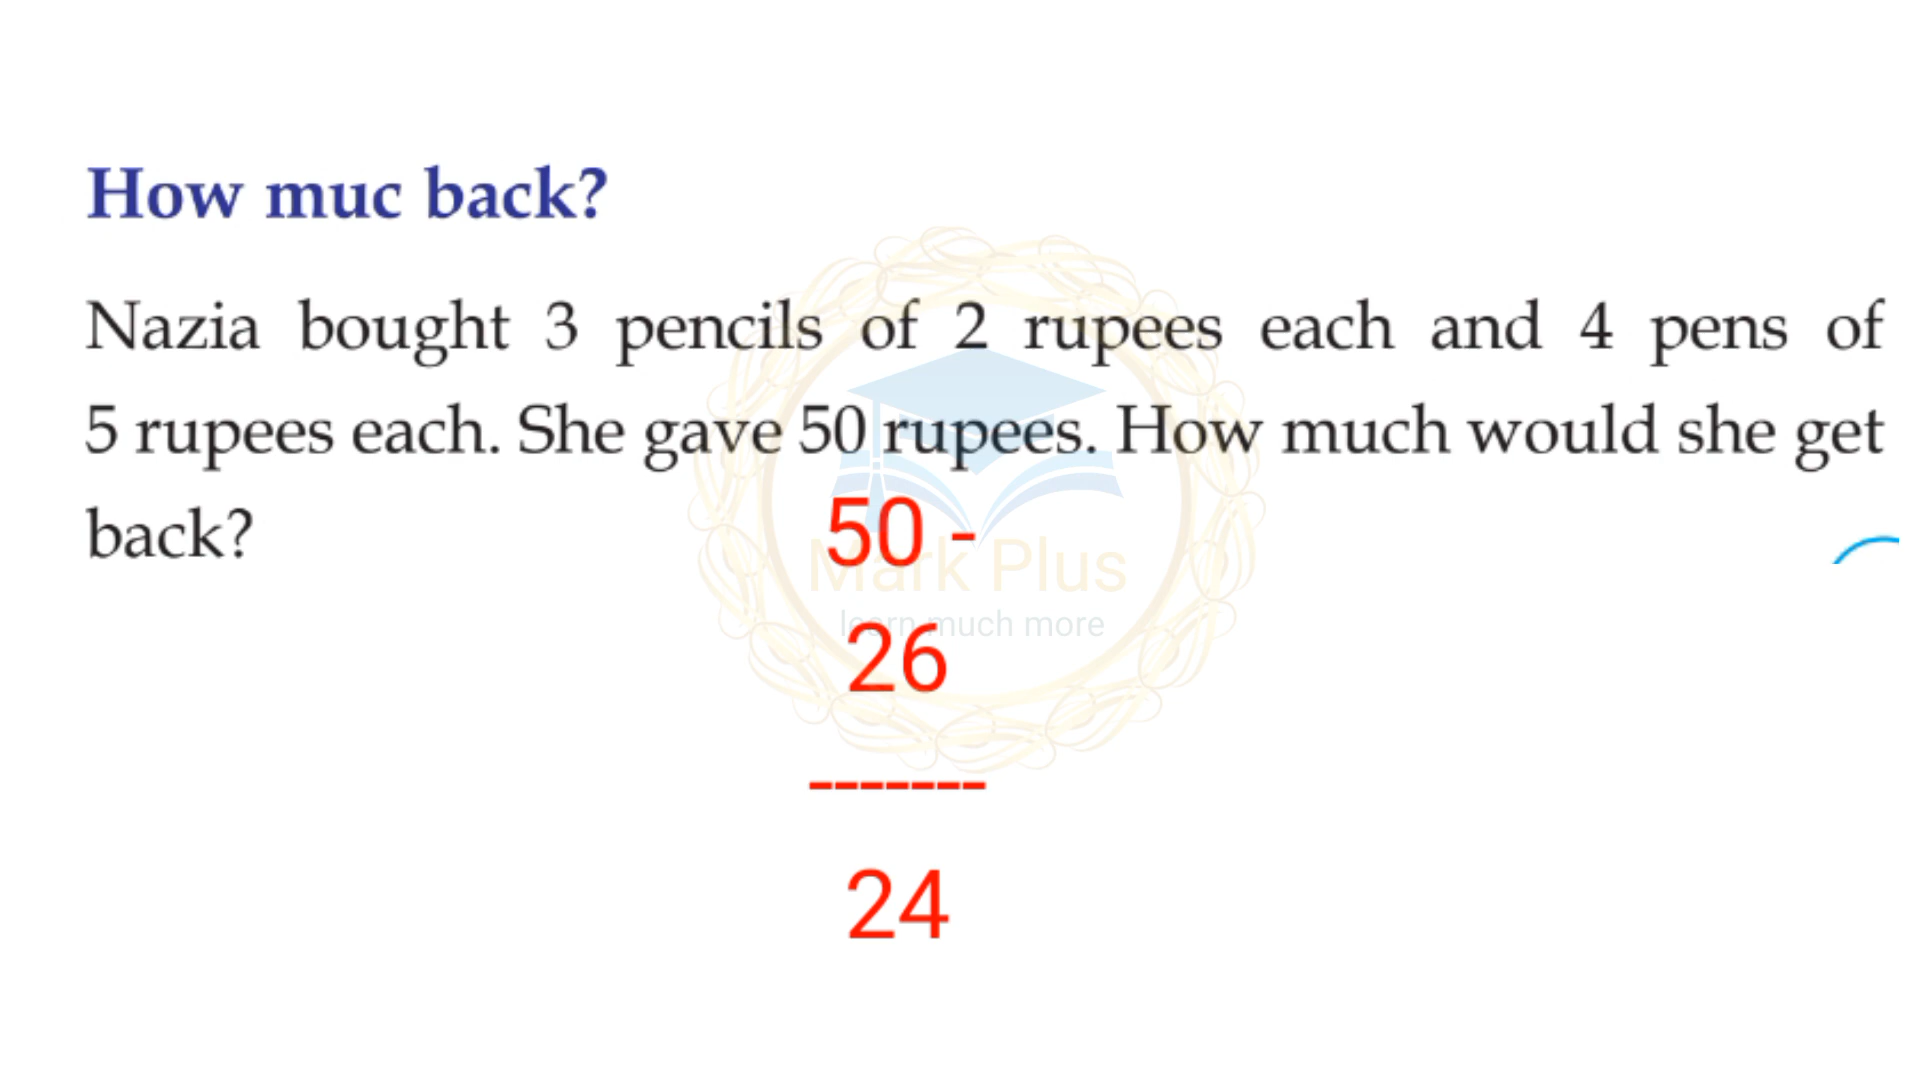 How muc back?
Nazia bought 3 pencils of 2 rupees each and 4 pens of
5 rupees each. She gave 50 rupees. How much would she get
back?
50 -
Mark Plus
learn much more
26
-------
24